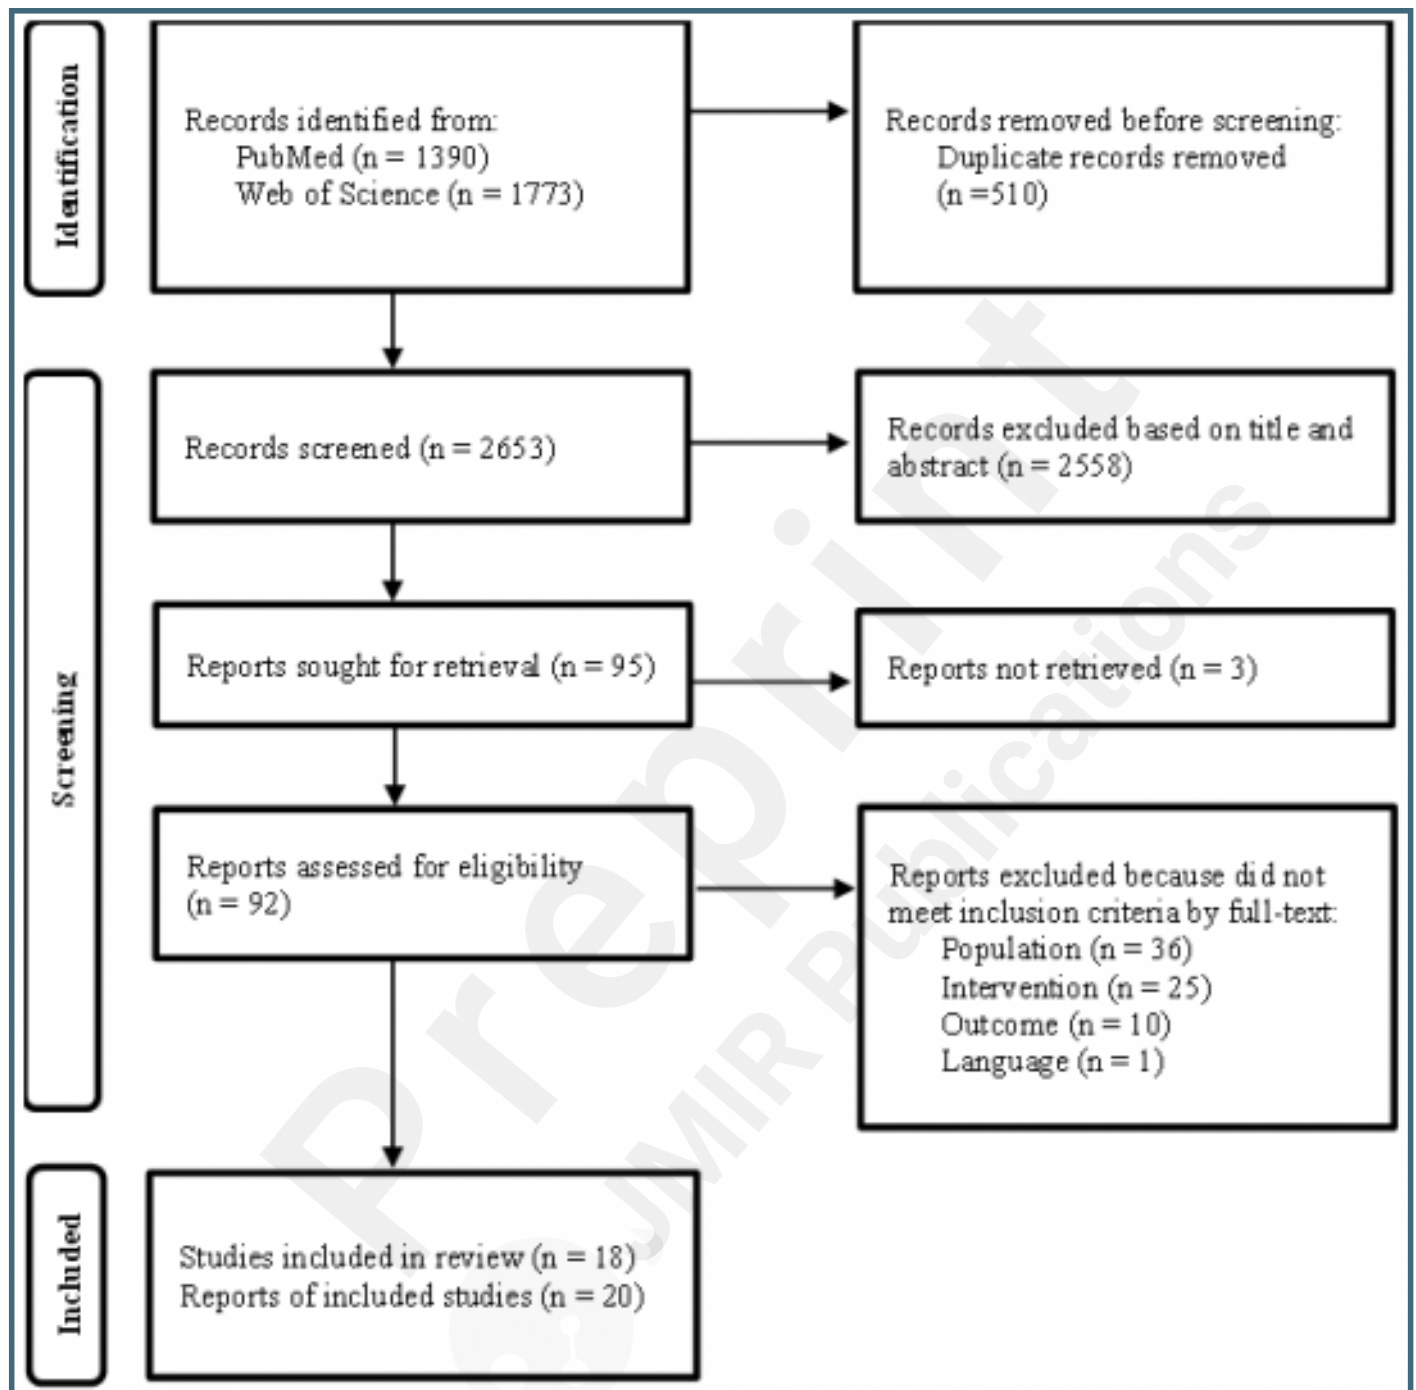 Identification
Records identified from:
PubMed (n = 1390)
Web of Science (n = 1773)
Records removed before screening:
Duplicate records removed
(n =510)
Screening
Records screened (n = 2653)
Records excluded based on title and
abstract (n = 2558)
Reports sought for retrieval (n = 95)
Reports not retrieved (n = 3)
Reports assessed for eligibility
(n = 92)
Reports excluded because did not
meet inclusion criteria by full-text:
Population (n = 36)
Intervention (n = 25)
Outcome (n = 10)
Language (n = 1)
Included
Studies included in review (n = 18)
Reports of included studies (n = 20)
Preprint
JMIR Publications